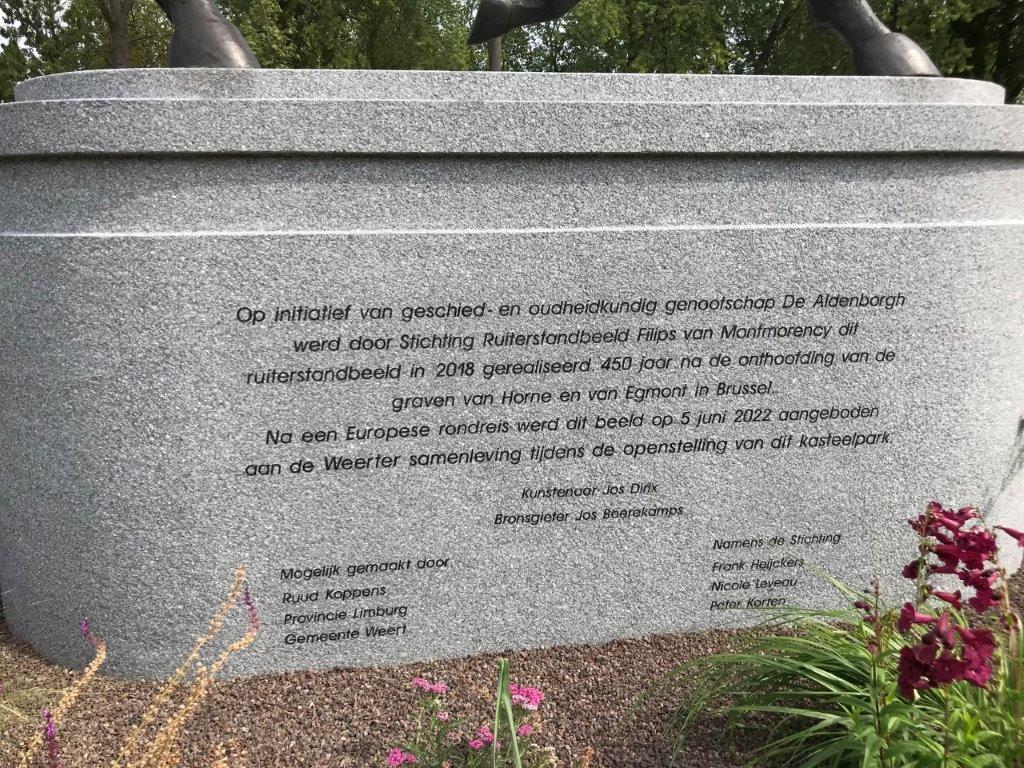 Op initiatief van geschied- en oudheidkundig genootschap De Aldenborgh
werd door Stichting Ruiterstandbeeld Filips van Montmorency dit
ruiterstandbeeld in 2018 gerealiseerd. 450 jaar na de onthoofding van de
graven van Horne en van Egmont in Brussel.
Na een Europese rondreis werd dit beeld op 5 juni 2022 aangeboden
aan de Weerter samenleving tijdens de openstelling van dit kasteelpark.
Kunstenaar Jos Dirix
Bronsgieter Jos Beerekamps
Mogelijk gemaakt door
Ruud Koppens
Provincie Limburg
Gemeente Weert
Namens de Stichting
Frank Heijckers
Nicole Leveau
Peter Korten